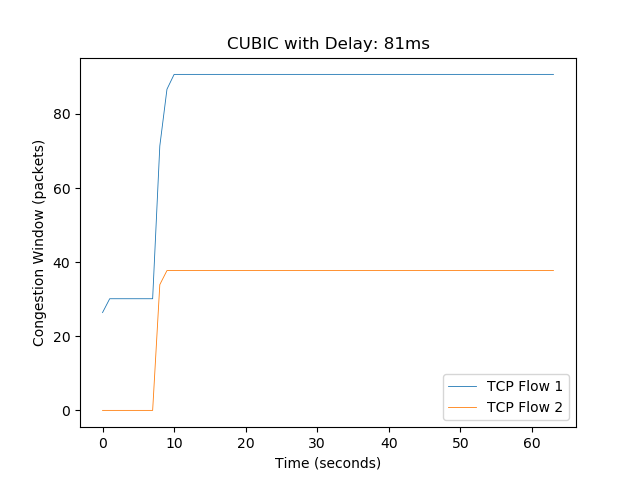 CUBIC with Delay: 81ms
Congestion Window (packets)
80
60
40
20
0
0 10 20 30 40 50 60
Time (seconds)
TCP Flow 1
TCP Flow 2